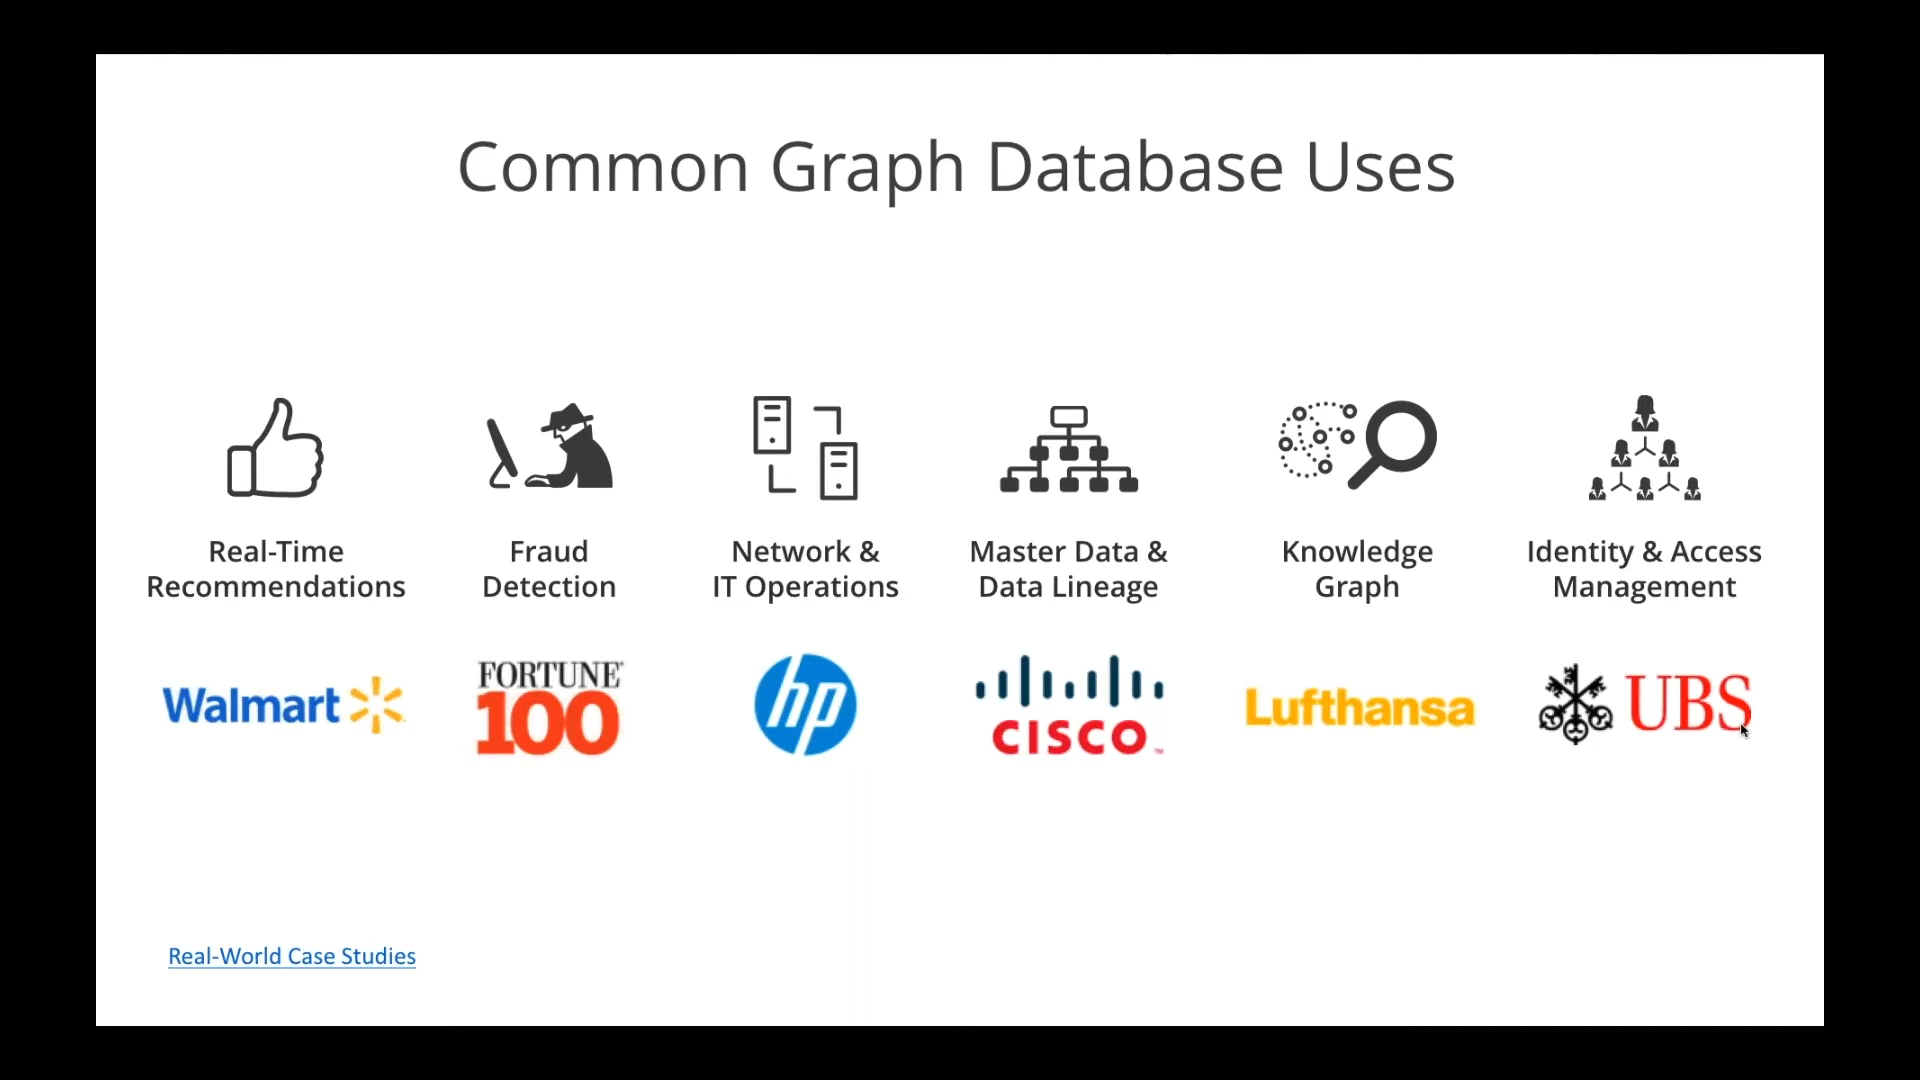 Common Graph Database Uses
Real-Time
Recommendations
Fraud
Detection
Network &
IT Operations
Master Data &
Data Lineage
Knowledge
Graph
Identity & Access
Management
Walmart
FORTUNE
100
hp
CISCO™
Lufthansa
UBS
Real-World Case Studies